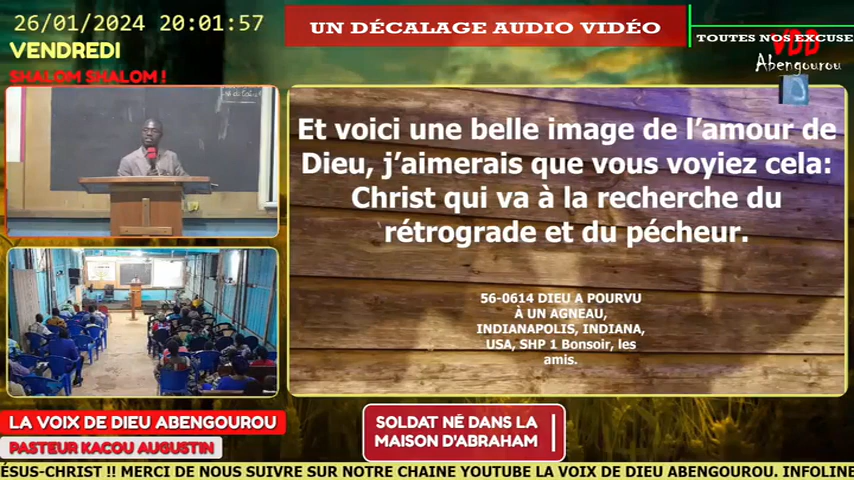 26/01/2024 20:01:57
VENDREDI
SHALOM SHALOM !
UN DÉCALAGE AUDIO VIDÉO
TOUTES NOS EXCUSE
VDD
Abengourou
Et voici une belle image de l’amour de
Dieu, j’aimerais que vous voyiez cela:
Christ qui va à la recherche du
rétrograde et du pécheur.
56-0614 DIEU A POURVU
À UN AGNEAU,
INDIANAPOLIS, INDIANA,
USA, SHP 1 Bonsoir, les
amis.
LA VOIX DE DIEU ABENGOUROU
PASTEUR KACOU AUGUSTIN
SOLDAT NÉ DANS LA
MAISON D'ABRAHAM
ÉSUS-CHRIST !! MERCI DE NOUS SUIVRE SUR NOTRE CHAINE YOUTUBE LA VOIX DE DIEU ABENGOUROU. INFOLINE